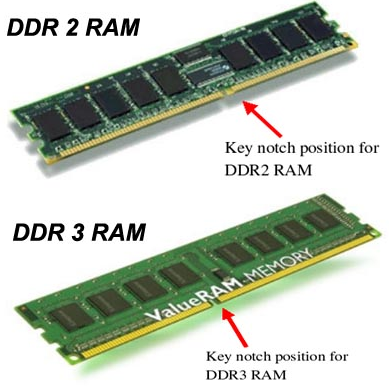 DDR 2 RAM
Key notch position for
DDR2 RAM
DDR 3 RAM
ValueRAM MEMORY
Key notch position for
DDR3 RAM